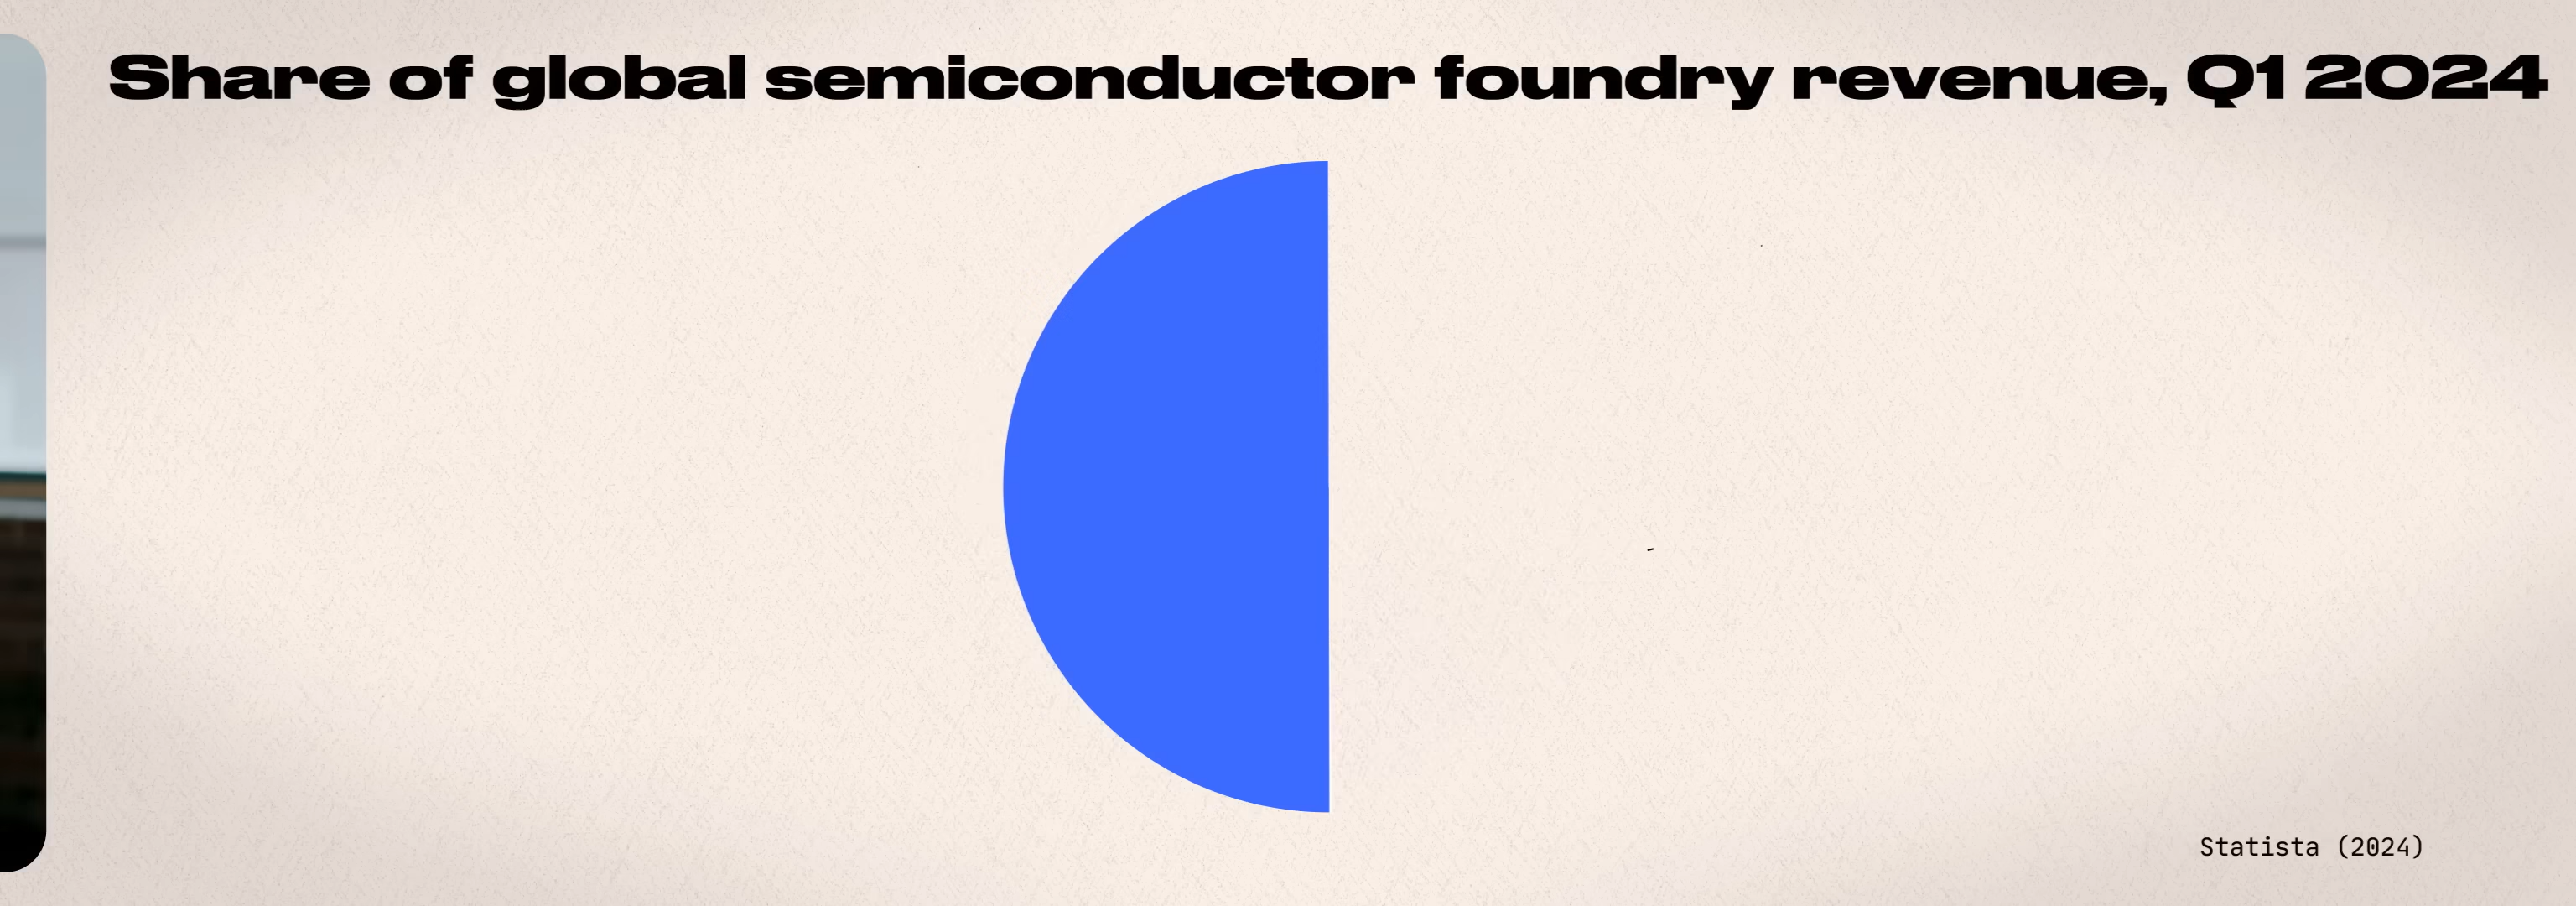 Share of global semiconductor foundry revenue, Q1 2024
Statista (2024)